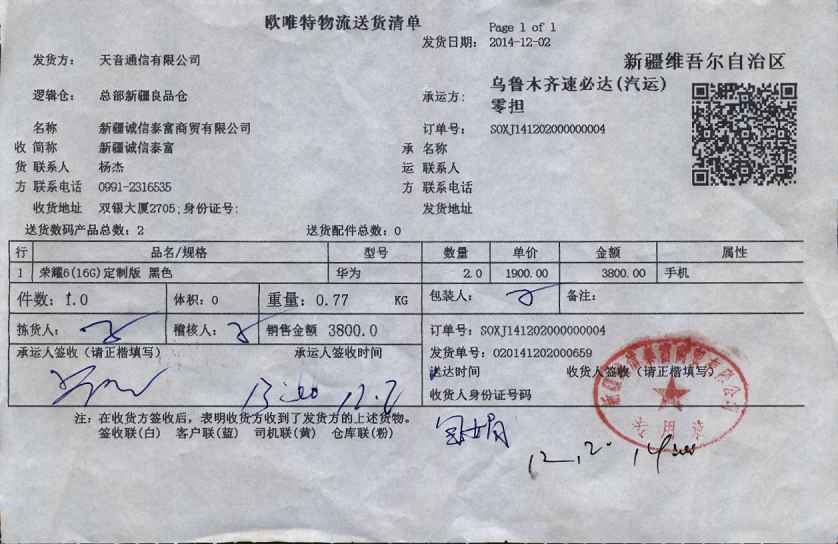 欧唯特物流送货清单
Page 1 of 1
发货日期: 2014-12-02
发货方: 天音通信有限公司
新疆维吾尔自治区
逻辑仓: 总部新疆良品仓
承运方: 乌鲁木齐速必达(汽运)
零担
名称 新疆诚信泰富商贸有限公司
订单号: SOXJ141202000000004
收 简称 新疆诚信泰富
承 名称
货 联系人 杨杰
运 联系人
方 联系电话 0991-2316535
方 联系电话
收货地址 双银大厦2705;身份证号:
发货地址
送货数码产品总数: 2 送货配件总数: 0
行 品名/规格 型号 数量 单价 金额 属性
1 荣耀6(16G)定制版 黑色 华为 2.0 1900.00 3800.00 手机
件数: 1.0 体积: 0 重量: 0.77 KG 包装人: 备注:
拣货人: 稽核人: 销售金额 3800.0 订单号: SOXJ141202000000004
承运人签收(请正楷填写) 承运人签收时间 发货单号: 020141202000659
送达时间 收货人签收(请正楷填写)
收货人身份证号码
注: 在收货方签收后, 表明收货方收到了发货方的上述货物。
签收联(白) 客户联(蓝) 司机联(黄) 仓库联(粉)
专用章
12.12.